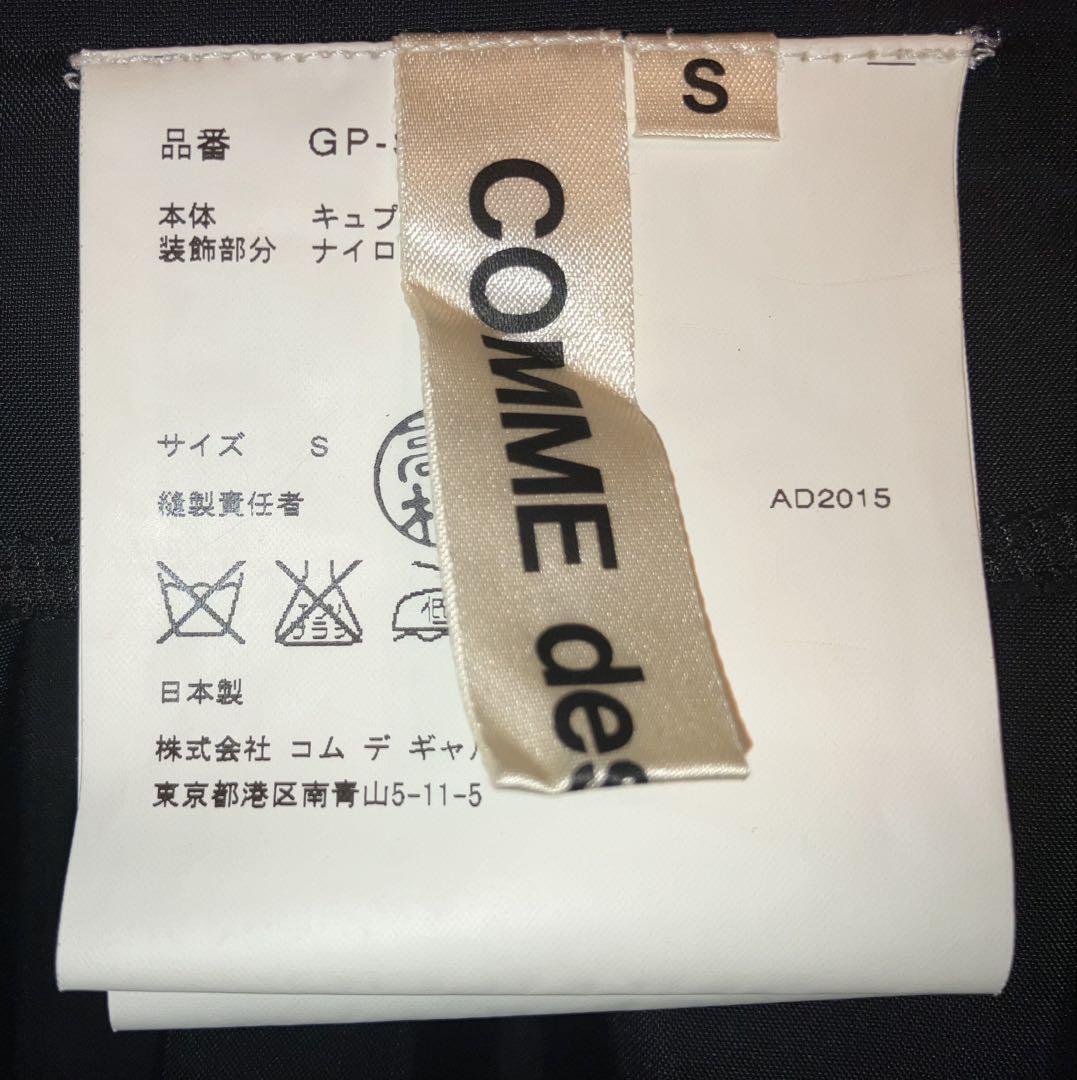 S
COMME des
品番 GP-
本体 キュプ
装飾部分 ナイロ
サイズ S
縫製責任者
AD2015
低
日本製
株式会社 コム デ ギャ
東京都港区南青山5-11-5